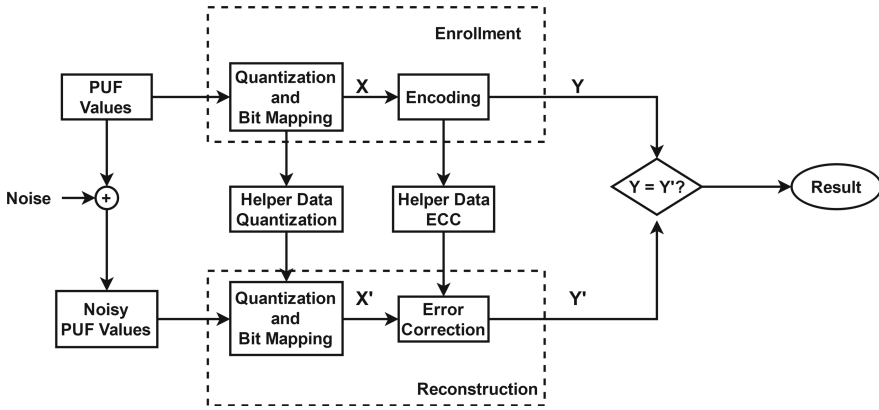 Enrollment
PUF
Values
Quantization
and
Bit Mapping
X
Encoding
Y
Noise
+
Helper Data
Quantization
Helper Data
ECC
Y = Y'?
Result
Noisy
PUF Values
Quantization
and
Bit Mapping
X'
Error
Correction
Y'
Reconstruction